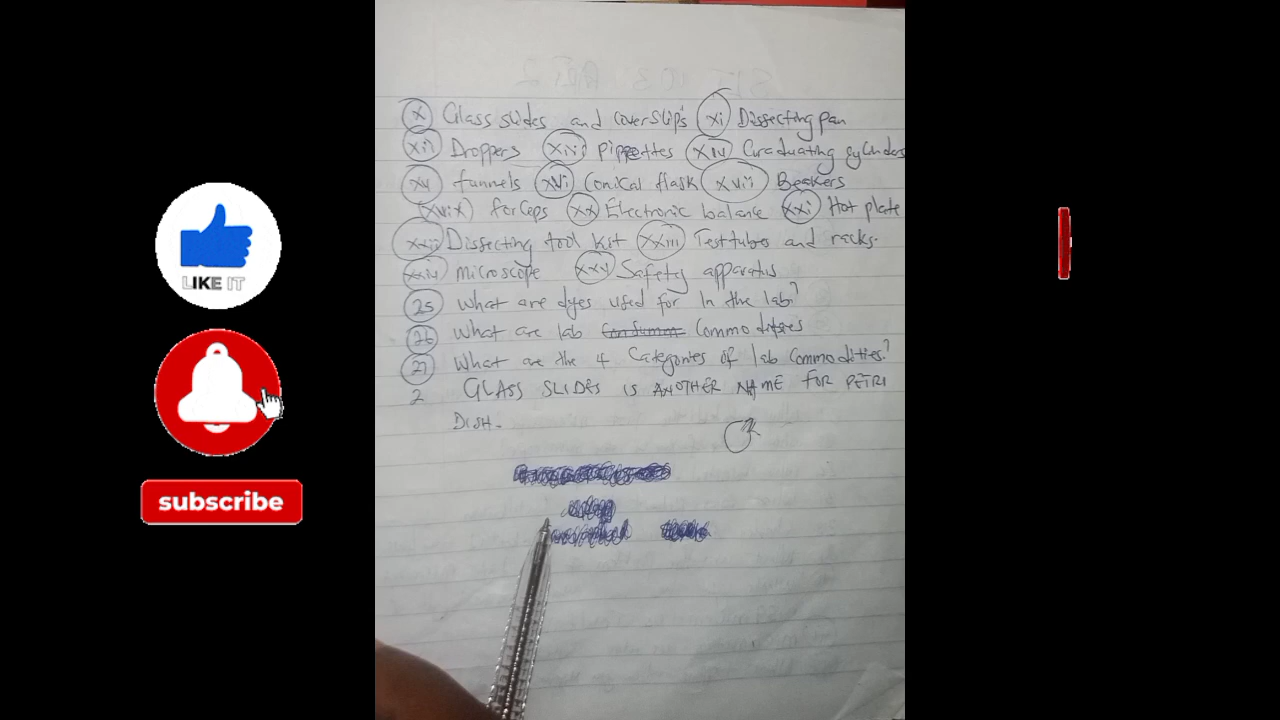 x Glass slides and coverslips xi Dissecting pan
xii Droppers xiii pippettes xiv Graduating cylinders
xv funnels xvi Conical flask xvii Beakers
xvix forceps xx Electronic balance xxi Hot plate
xxii Dissecting tool kit xxiii Test tubes and racks.
xxiv microscope xxv Safety apparatus
25 What are dyes used for In the lab?
26 What are lab Commodities
27 What are the 4 Categories of lab Commodities?
2 GLASS SLIDES IS ANOTHER NAME FOR PETRI
DISH.
LIKE IT
subscribe